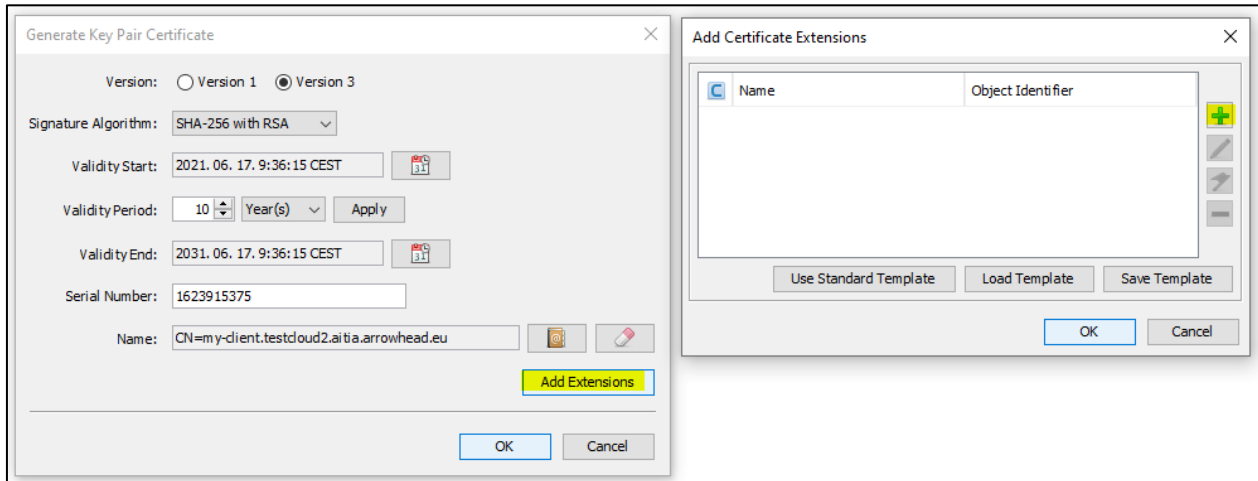 Generate Key Pair Certificate
Version: Version 1 Version 3
Signature Algorithm: SHA-256 with RSA
Validity Start: 2021. 06. 17. 9:36:15 CEST
31
Validity Period: 10 Year(s) Apply
Validity End: 2031. 06. 17. 9:36:15 CEST
31
Serial Number: 1623915375
Name: CN=my-client.testcloud2.aitia.arrowhead.eu
@
Add Extensions
OK Cancel
Add Certificate Extensions
C Name Object Identifier
Use Standard Template Load Template Save Template
OK Cancel